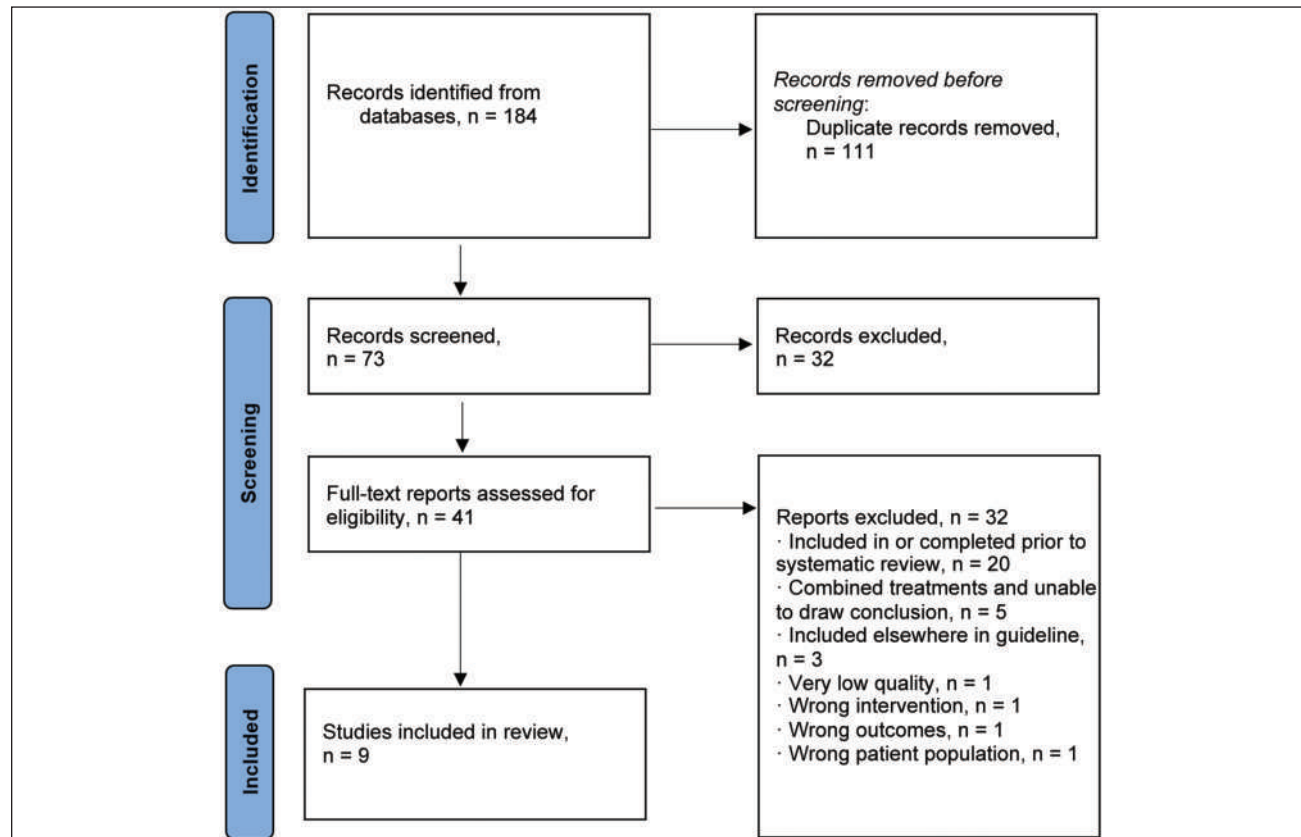 Identification
Records identified from
databases, n = 184
Records removed before
screening:
Duplicate records removed,
n = 111
Screening
Records screened,
n = 73
Records excluded,
n = 32
Full-text reports assessed for
eligibility, n = 41
Reports excluded, n = 32
· Included in or completed prior to
systematic review, n = 20
· Combined treatments and unable
to draw conclusion, n = 5
· Included elsewhere in guideline,
n = 3
· Very low quality, n = 1
· Wrong intervention, n = 1
· Wrong outcomes, n = 1
· Wrong patient population, n = 1
Included
Studies included in review,
n = 9